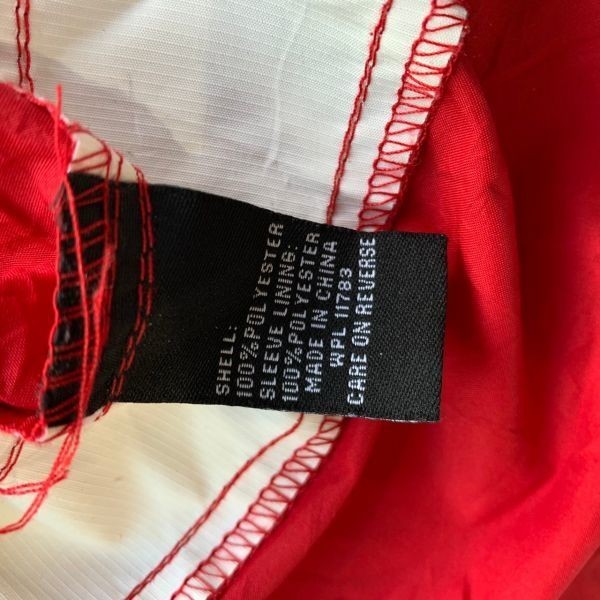 SHELL:
100%POLYESTER
SLEEVE LINING:
100%POLYESTER
MADE IN CHINA
WPL 11783
CARE ON REVERSE